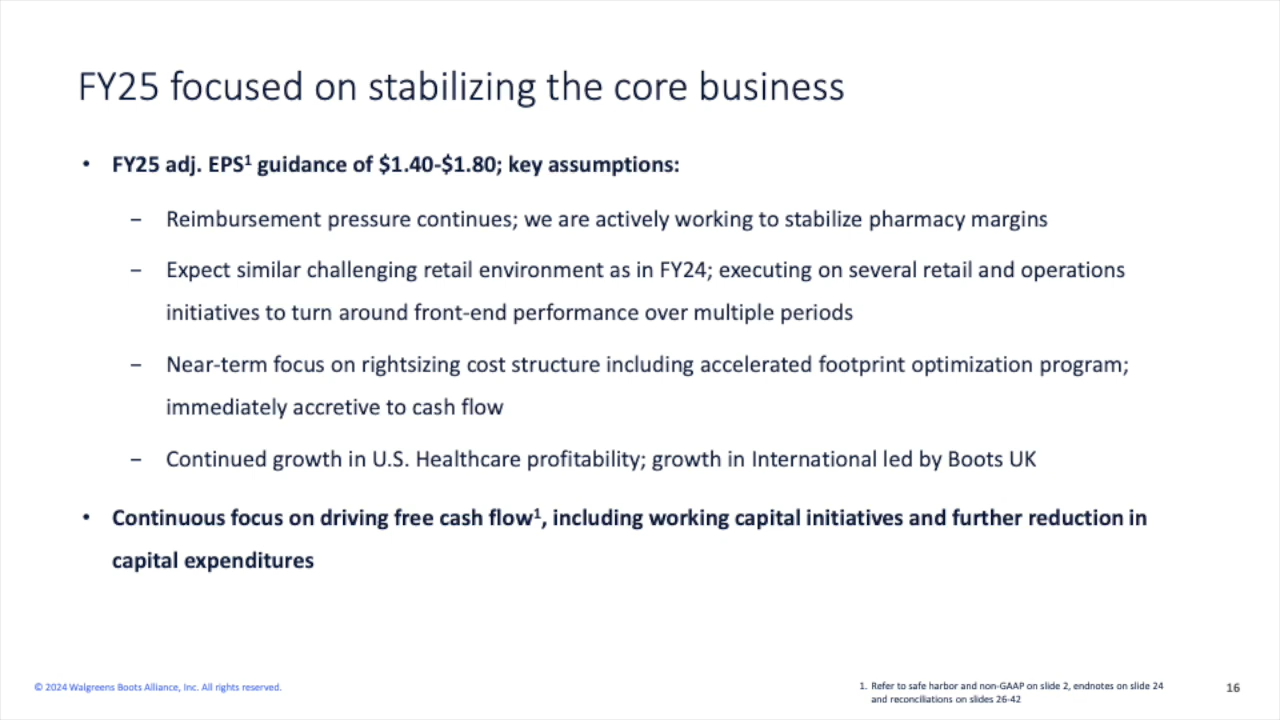 FY25 focused on stabilizing the core business
• FY25 adj. EPS¹ guidance of $1.40-$1.80; key assumptions:
– Reimbursement pressure continues; we are actively working to stabilize pharmacy margins
– Expect similar challenging retail environment as in FY24; executing on several retail and operations
initiatives to turn around front-end performance over multiple periods
– Near-term focus on rightsizing cost structure including accelerated footprint optimization program;
immediately accretive to cash flow
– Continued growth in U.S. Healthcare profitability; growth in International led by Boots UK
• Continuous focus on driving free cash flow¹, including working capital initiatives and further reduction in
capital expenditures
© 2024 Walgreens Boots Alliance, Inc. All rights reserved.
1. Refer to safe harbor and non-GAAP on slide 2, endnotes on slide 24
and reconciliations on slides 26-42
16